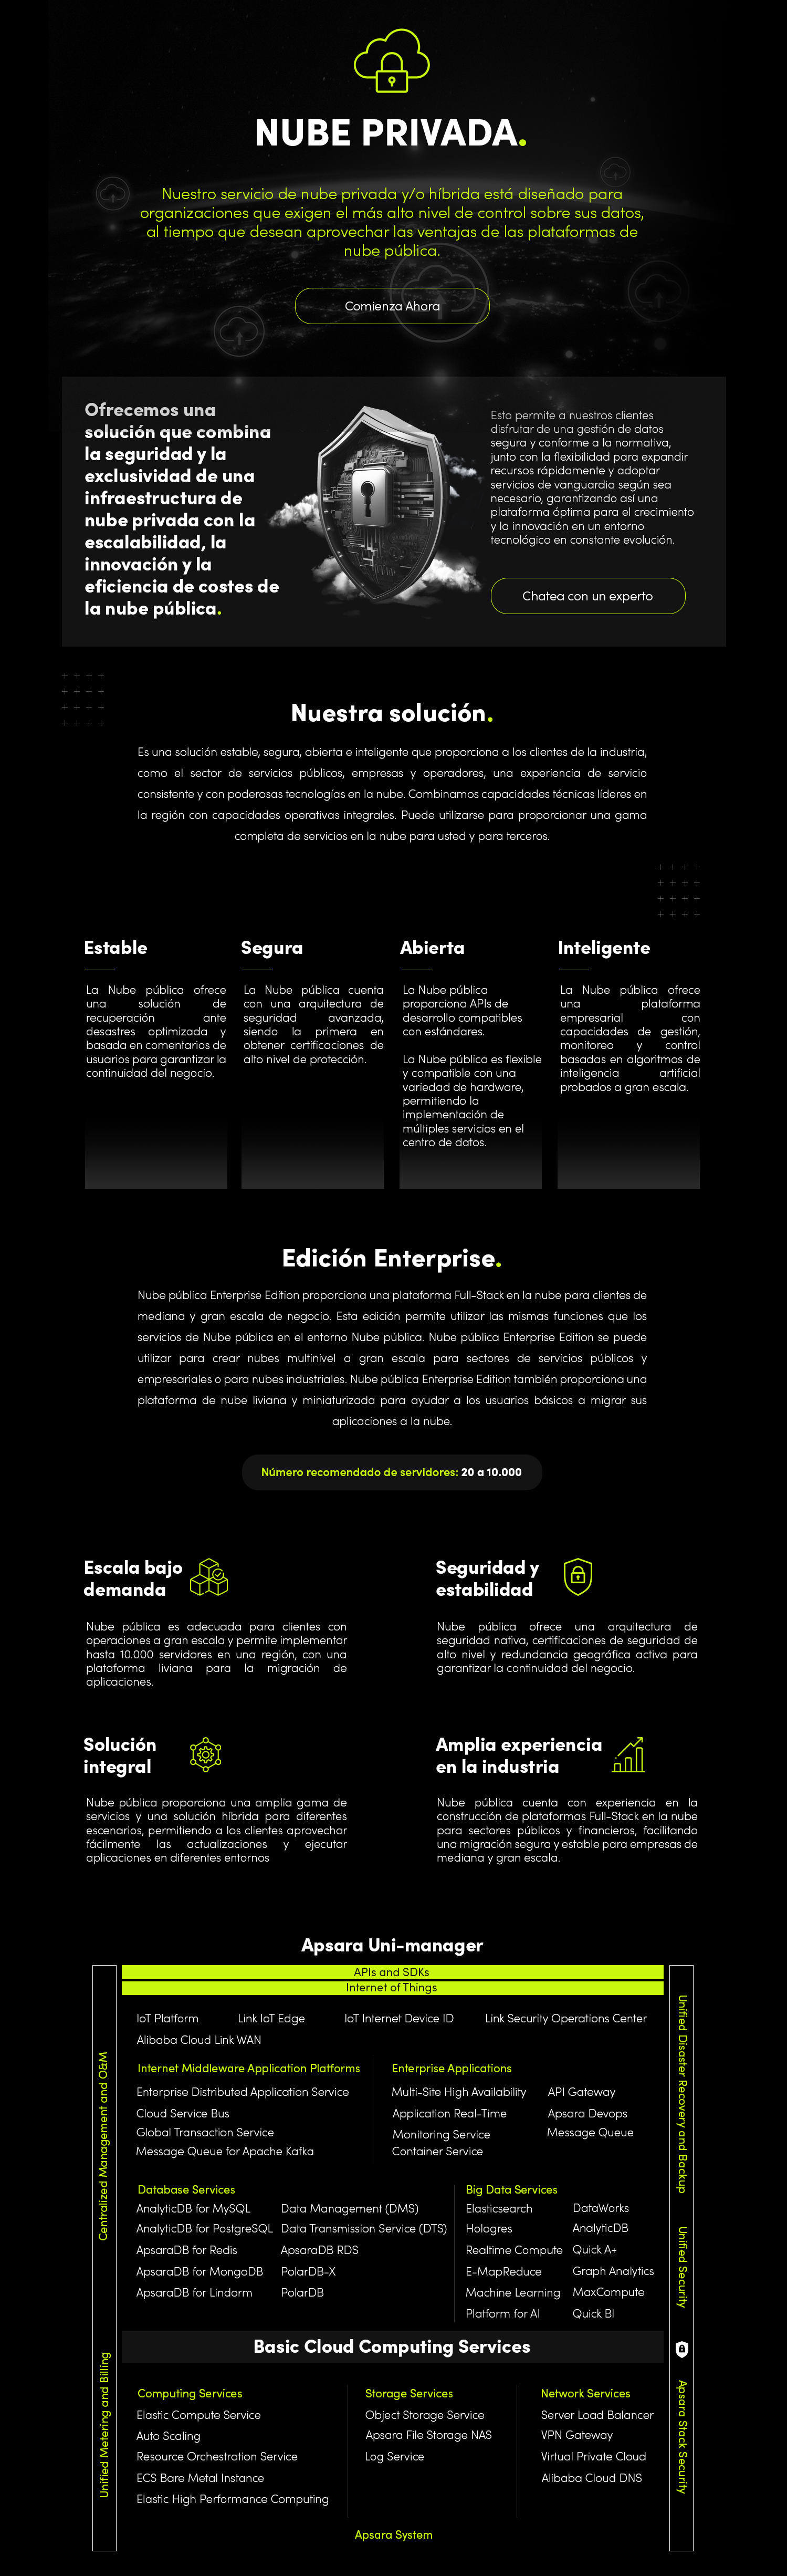 NUBE PRIVADA.
Nuestro servicio de nube privada y/o híbrida está diseñado para
organizaciones que exigen el más alto nivel de control sobre sus datos,
al tiempo que desean aprovechar las ventajas de las plataformas de
nube pública.
Comienza Ahora
Ofrecemos una
solución que combina
la seguridad y la
exclusividad de una
infraestructura de
nube privada con la
escalabilidad, la
innovación y la
eficiencia de costes de
la nube pública.
Esto permite a nuestros clientes
disfrutar de una gestión de datos
segura y conforme a la normativa,
junto con la flexibilidad para expandir
recursos rápidamente y adoptar
servicios de vanguardia según sea
necesario, garantizando así una
plataforma óptima para el crecimiento
y la innovación en un entorno
tecnológico en constante evolución.
Chatea con un experto
Nuestra solución.
Es una solución estable, segura, abierta e inteligente que proporciona a los clientes de la industria,
como el sector de servicios públicos, empresas y operadores, una experiencia de servicio
consistente y con poderosas tecnologías en la nube. Combinamos capacidades técnicas líderes en
la región con capacidades operativas integrales. Puede utilizarse para proporcionar una gama
completa de servicios en la nube para usted y para terceros.
Estable
La Nube pública ofrece
una solución de
recuperación ante
desastres optimizada y
basada en comentarios de
usuarios para garantizar la
continuidad del negocio.
Segura
La Nube pública cuenta
con una arquitectura de
seguridad avanzada,
siendo la primera en
obtener certificaciones de
alto nivel de protección.
Abierta
La Nube pública
proporciona APIs de
desarrollo compatibles
con estándares.
La Nube pública es flexible
y compatible con una
variedad de hardware,
permitiendo la
implementación de
múltiples servicios en el
centro de datos.
Inteligente
La Nube pública ofrece
una plataforma
empresarial con
capacidades de gestión,
monitoreo y control
basadas en algoritmos de
inteligencia artificial
probados a gran escala.
Edición Enterprise.
Nube pública Enterprise Edition proporciona una plataforma Full-Stack en la nube para clientes de
mediana y gran escala de negocio. Esta edición permite utilizar las mismas funciones que los
servicios de Nube pública en el entorno Nube pública. Nube pública Enterprise Edition se puede
utilizar para crear nubes multinivel a gran escala para sectores de servicios públicos y
empresariales o para nubes industriales. Nube pública Enterprise Edition también proporciona una
plataforma de nube liviana y miniaturizada para ayudar a los usuarios básicos a migrar sus
aplicaciones a la nube.
Número recomendado de servidores: 20 a 10.000
Escala bajo
demanda
Nube pública es adecuada para clientes con
operaciones a gran escala y permite implementar
hasta 10.000 servidores en una región, con una
plataforma liviana para la migración de
aplicaciones.
Seguridad y
estabilidad
Nube pública ofrece una arquitectura de
seguridad nativa, certificaciones de seguridad de
alto nivel y redundancia geográfica activa para
garantizar la continuidad del negocio.
Solución
integral
Nube pública proporciona una amplia gama de
servicios y una solución híbrida para diferentes
escenarios, permitiendo a los clientes aprovechar
fácilmente las actualizaciones y ejecutar
aplicaciones en diferentes entornos
Amplia experiencia
en la industria
Nube pública cuenta con experiencia en la
construcción de plataformas Full-Stack en la nube
para sectores públicos y financieros, facilitando
una migración segura y estable para empresas de
mediana y gran escala.
Apsara Uni-manager
Centralized Management and O&M
Unified Metering and Billing
APIs and SDKs
Internet of Things
IoT Platform Link IoT Edge IoT Internet Device ID Link Security Operations Center
Alibaba Cloud Link WAN
Internet Middleware Application Platforms
Enterprise Distributed Application Service
Cloud Service Bus
Global Transaction Service
Message Queue for Apache Kafka
Enterprise Applications
Multi-Site High Availability API Gateway
Application Real-Time Apsara Devops
Monitoring Service Message Queue
Container Service
Database Services
AnalyticDB for MySQL Data Management (DMS)
AnalyticDB for PostgreSQL Data Transmission Service (DTS)
ApsaraDB for Redis ApsaraDB RDS
ApsaraDB for MongoDB PolarDB-X
ApsaraDB for Lindorm PolarDB
Big Data Services
Elasticsearch DataWorks
Hologres AnalyticDB
Realtime Compute Quick A+
E-MapReduce Graph Analytics
Machine Learning MaxCompute
Platform for AI Quick BI
Basic Cloud Computing Services
Computing Services
Elastic Compute Service
Auto Scaling
Resource Orchestration Service
ECS Bare Metal Instance
Elastic High Performance Computing
Storage Services
Object Storage Service
Apsara File Storage NAS
Log Service
Network Services
Server Load Balancer
VPN Gateway
Virtual Private Cloud
Alibaba Cloud DNS
Apsara System
Unified Disaster Recovery and Backup
Unified Security
Apsara Stack Security